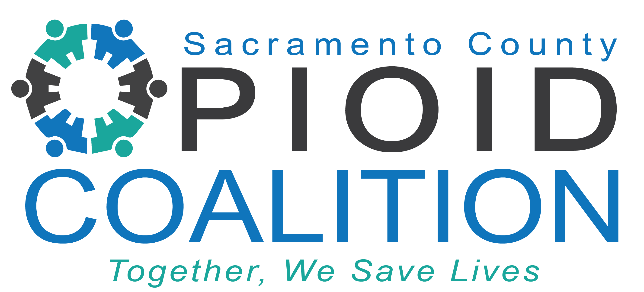 Sacramento County
OPIOID
COALITION
Together, We Save Lives